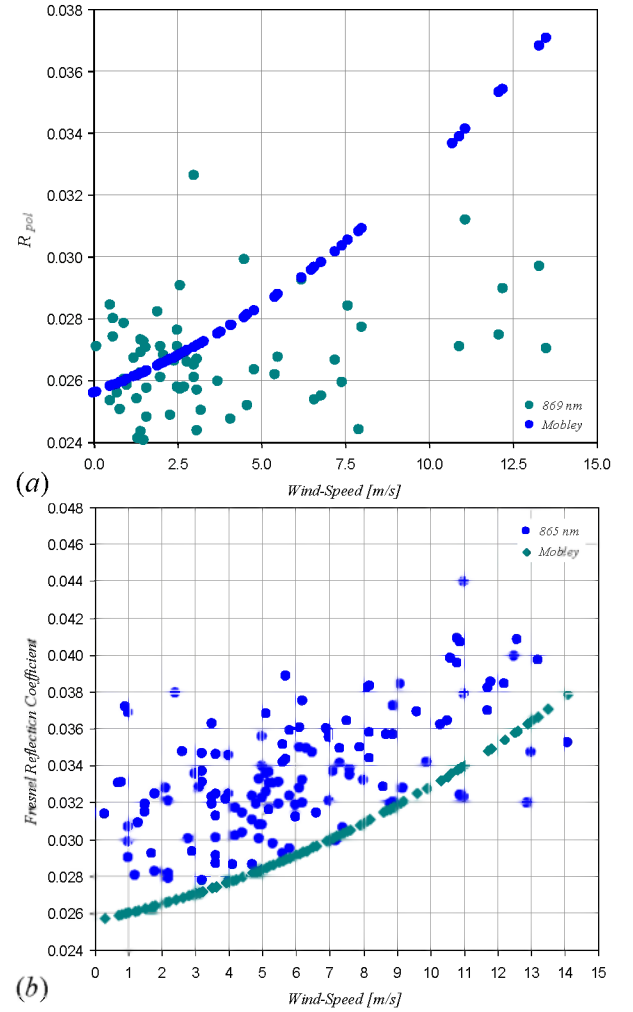 0.038
0.036
0.034
0.032
0.030
0.028
0.026
0.024
R pol
869 nm
Mobley
0.0 2.5 5.0 7.5 10.0 12.5 15.0
(a)
Wind-Speed [m/s]
0.048
0.046
0.044
0.042
0.040
0.038
0.036
0.034
0.032
0.030
0.028
0.026
0.024
Fresnel Reflection Coefficient
865 nm
Mobley
0 1 2 3 4 5 6 7 8 9 10 11 12 13 14 15
(b)
Wind-Speed [m/s]